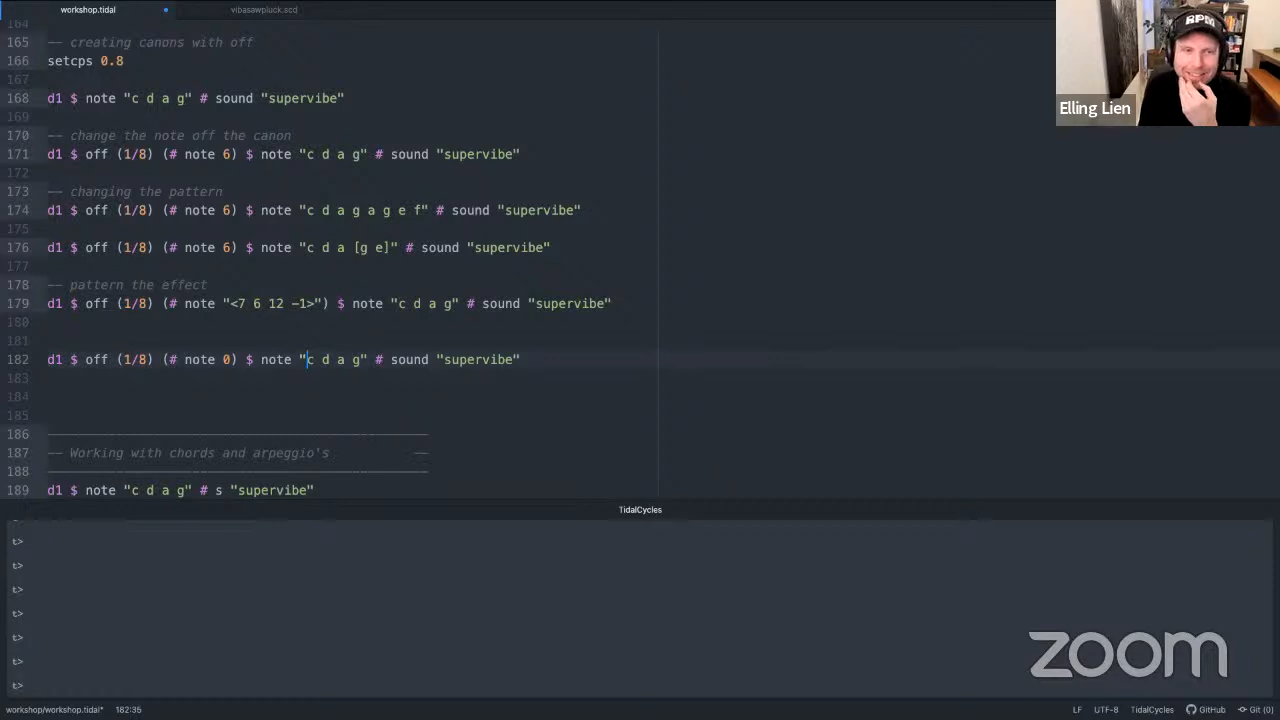 workshop.tidal
vibasawpluck.scd
RPM
Elling Lien
164
165 -- creating canons with off
166 setcps 0.8
167
168 d1 $ note "c d a g" # sound "supervibe"
169
170 -- change the note off the canon
171 d1 $ off (1/8) (# note 6) $ note "c d a g" # sound "supervibe"
172
173 -- changing the pattern
174 d1 $ off (1/8) (# note 6) $ note "c d a g a g e f" # sound "supervibe"
175
176 d1 $ off (1/8) (# note 6) $ note "c d a [g e]" # sound "supervibe"
177
178 -- pattern the effect
179 d1 $ off (1/8) (# note "<7 6 12 -1>") $ note "c d a g" # sound "supervibe"
180
181
182 d1 $ off (1/8) (# note 0) $ note "c d a g" # sound "supervibe"
183
184
185
186 --------------------------------------------------
187 -- Working with chords and arpeggio's --
188 --------------------------------------------------
189 d1 $ note "c d a g" # s "supervibe"
TidalCycles
t>
t>
t>
t>
t>
t>
t>
zoom
workshop/workshop.tidal* 182:35 LF UTF-8 TidalCycles GitHub Git (0)